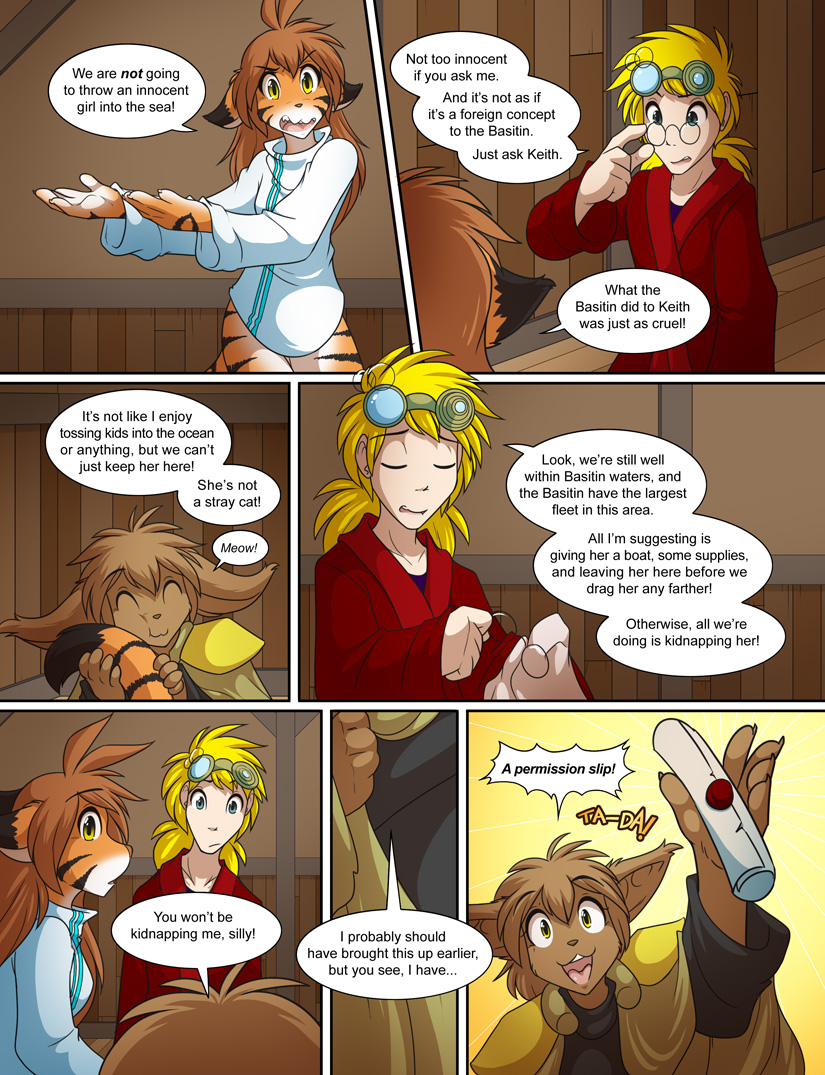 We are not going
to throw an innocent
girl into the sea!
Not too innocent
if you ask me.
And it's not as if
it's a foreign concept
to the Basitin.
Just ask Keith.
What the
Basitin did to Keith
was just as cruel!
It's not like I enjoy
tossing kids into the ocean
or anything, but we can't
just keep her here!
She's not
a stray cat!
Meow!
Look, we're still well
within Basitin waters, and
the Basitin have the largest
fleet in this area.
All I'm suggesting is
giving her a boat, some supplies,
and leaving her here before we
drag her any farther!
Otherwise, all we're
doing is kidnapping her!
You won't be
kidnapping me, silly!
I probably should
have brought this up earlier,
but you see, I have...
A permission slip!
TA-DA!